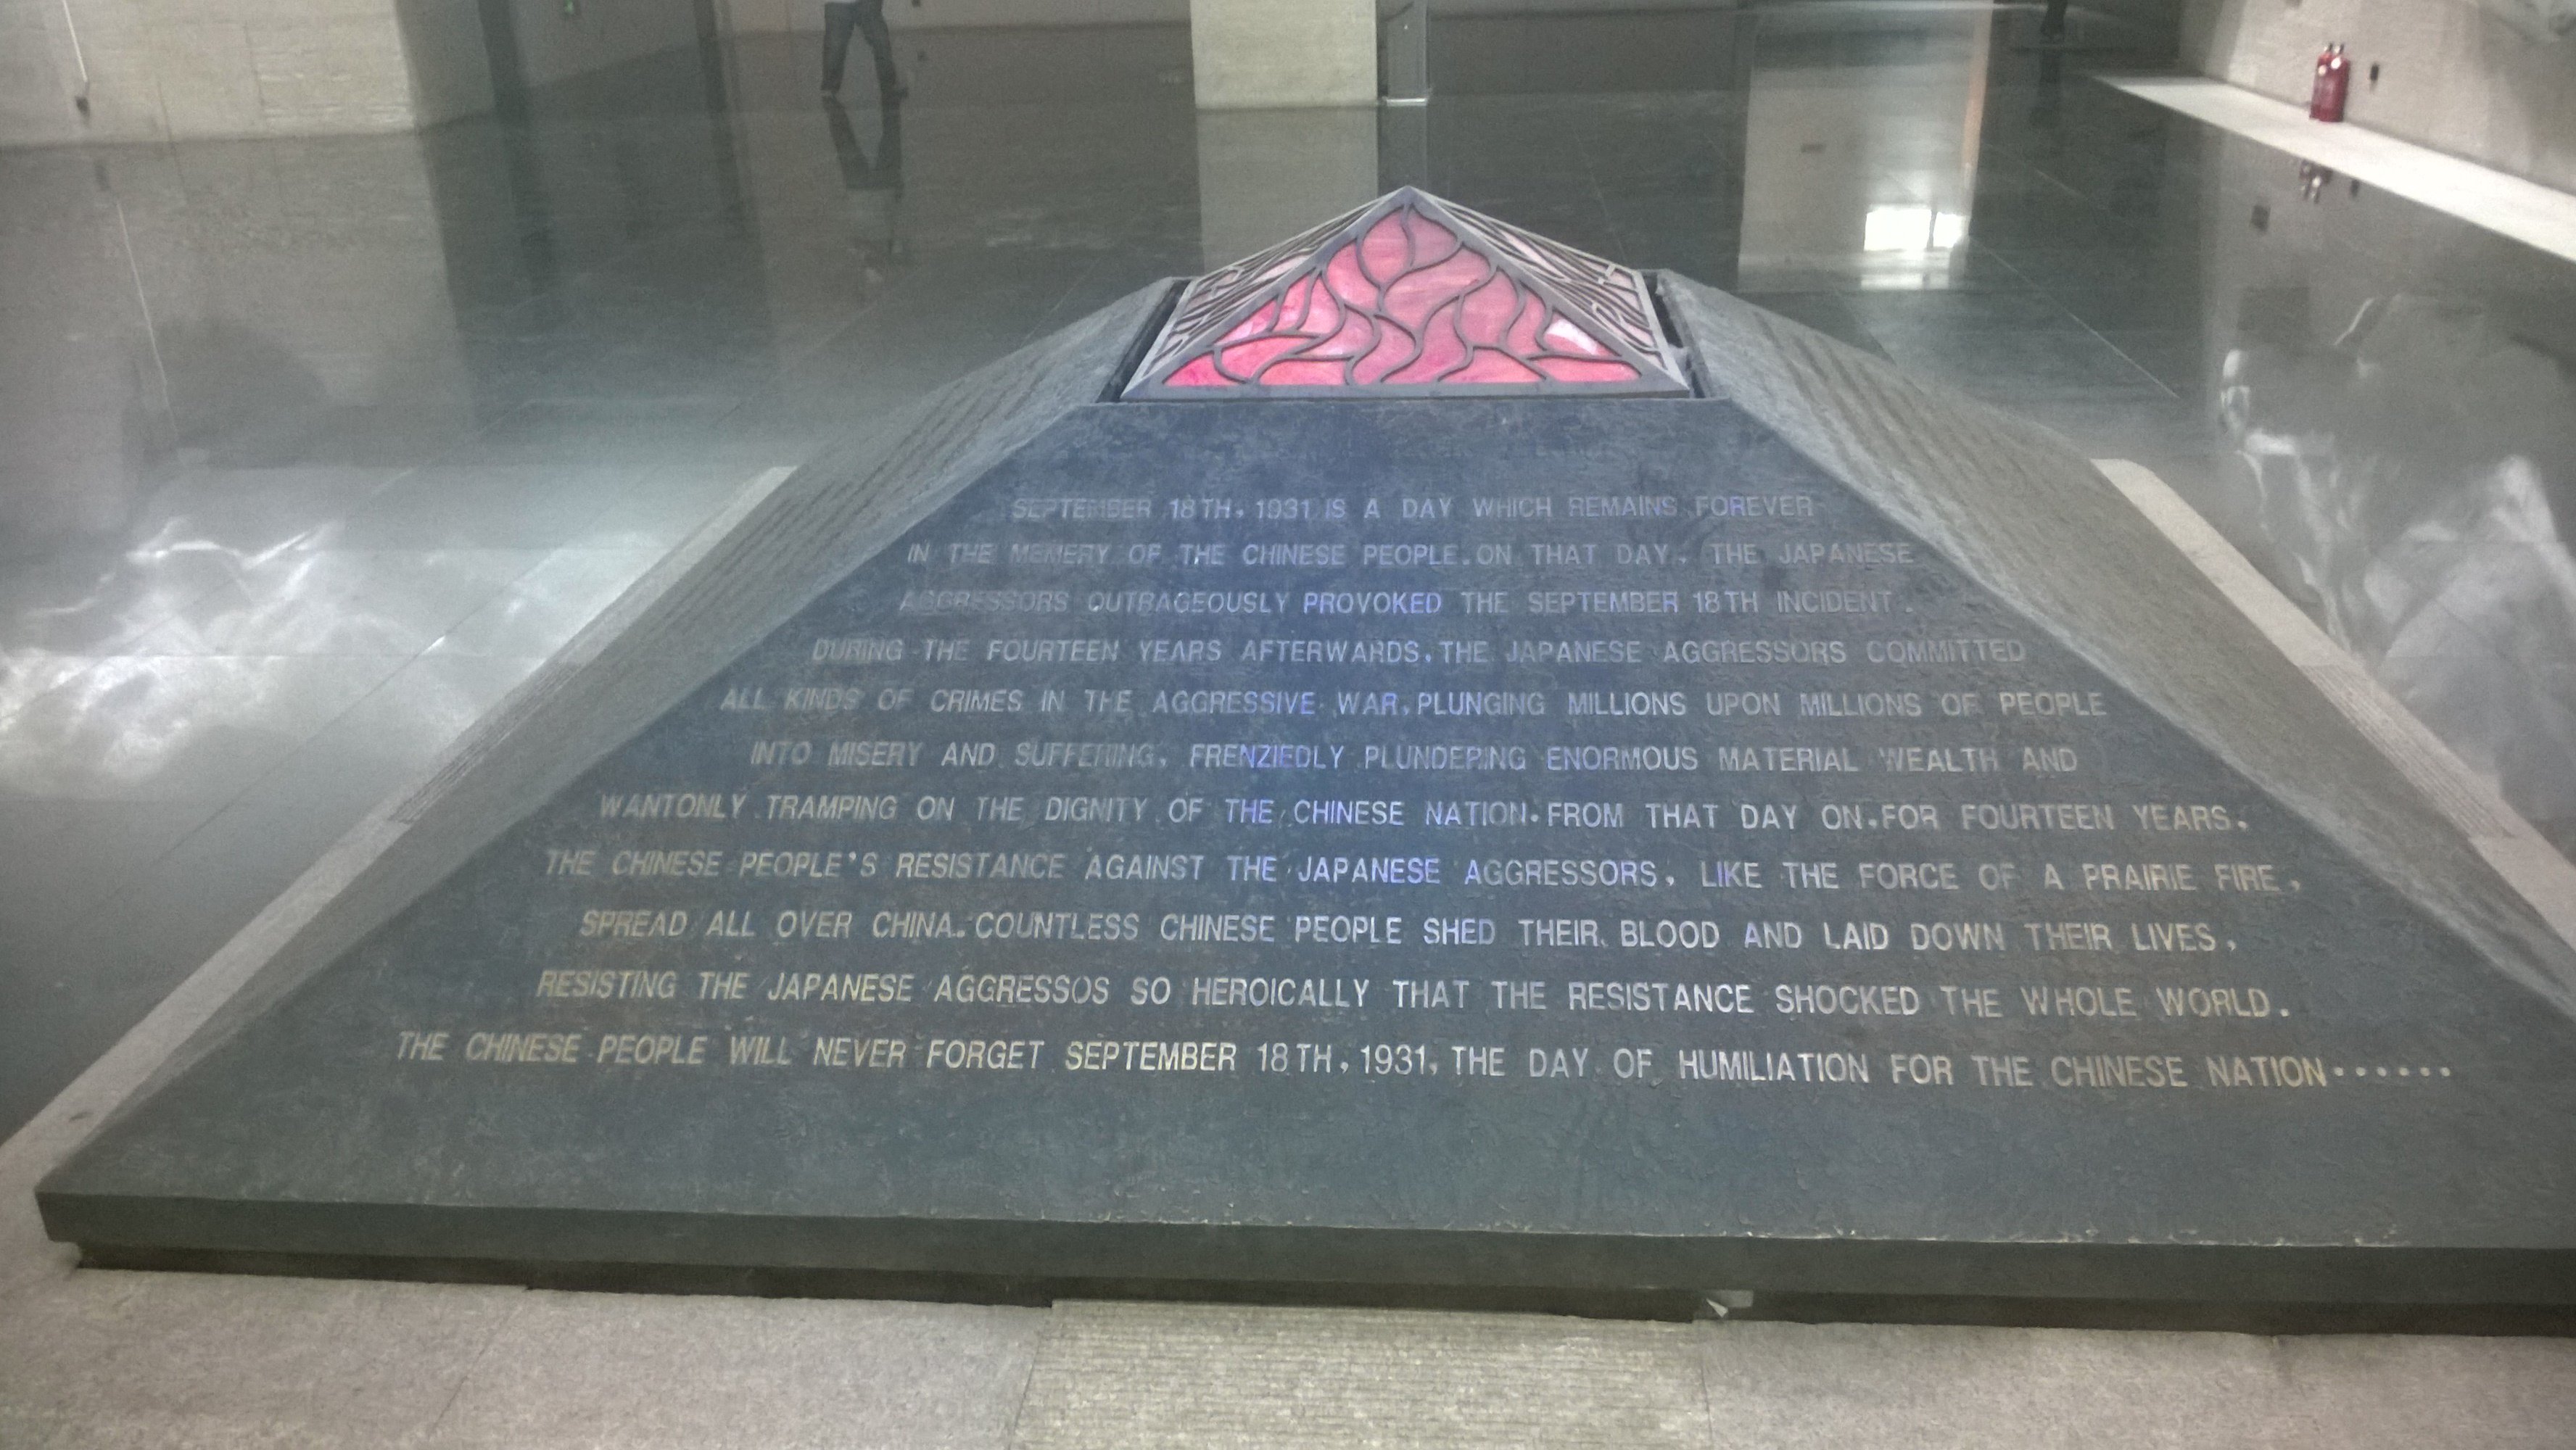 SEPTEMBER 18TH, 1931 IS A DAY WHICH REMAINS FOREVER
IN THE MEMERY OF THE CHINESE PEOPLE. ON THAT DAY, THE JAPANESE
AGGRESSORS OUTRAGEOUSLY PROVOKED THE SEPTEMBER 18TH INCIDENT.
DURING THE FOURTEEN YEARS AFTERWARDS, THE JAPANESE AGGRESSORS COMMITTED
ALL KINDS OF CRIMES IN THE AGGRESSIVE WAR, PLUNGING MILLIONS UPON MILLIONS OF PEOPLE
INTO MISERY AND SUFFERING, FRENZIEDLY PLUNDERING ENORMOUS MATERIAL WEALTH AND
WANTONLY TRAMPING ON THE DIGNITY OF THE CHINESE NATION. FROM THAT DAY ON, FOR FOURTEEN YEARS,
THE CHINESE PEOPLE'S RESISTANCE AGAINST THE JAPANESE AGGRESSORS, LIKE THE FORCE OF A PRAIRIE FIRE,
SPREAD ALL OVER CHINA. COUNTLESS CHINESE PEOPLE SHED THEIR BLOOD AND LAID DOWN THEIR LIVES,
RESISTING THE JAPANESE AGGRESSOS SO HEROICALLY THAT THE RESISTANCE SHOCKED THE WHOLE WORLD.
THE CHINESE PEOPLE WILL NEVER FORGET SEPTEMBER 18TH, 1931, THE DAY OF HUMILIATION FOR THE CHINESE NATION······